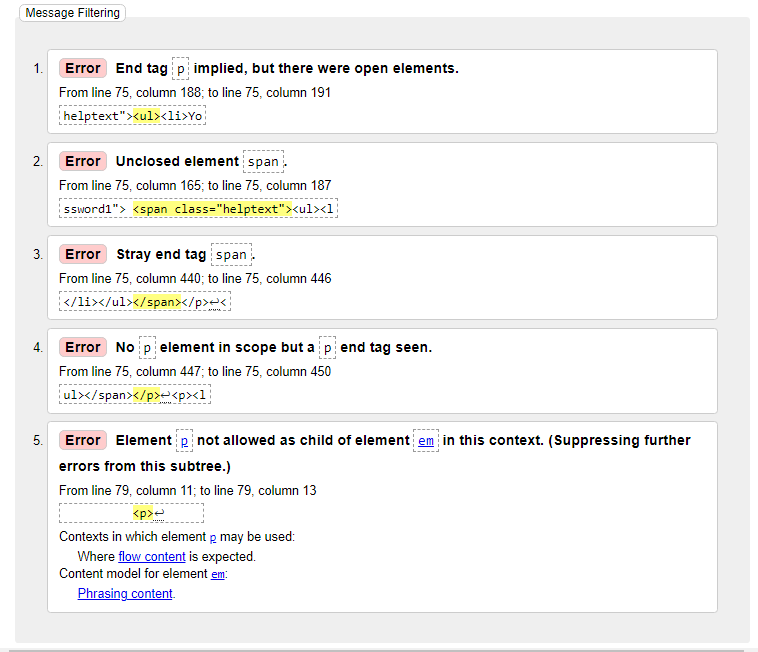 Message Filtering
1. Error End tag p implied, but there were open elements.
From line 75, column 188; to line 75, column 191
helptext"><ul><li>Yo
2. Error Unclosed element span.
From line 75, column 165; to line 75, column 187
ssword1"> <span class="helptext"><ul><l
3. Error Stray end tag span.
From line 75, column 440; to line 75, column 446
</li></ul></span></p>↩<
4. Error No p element in scope but a p end tag seen.
From line 75, column 447; to line 75, column 450
ul></span></p>↩<p><l
5. Error Element p not allowed as child of element em in this context. (Suppressing further
errors from this subtree.)
From line 79, column 11; to line 79, column 13
<p>↩
Contexts in which element p may be used:
Where flow content is expected.
Content model for element em:
Phrasing content.